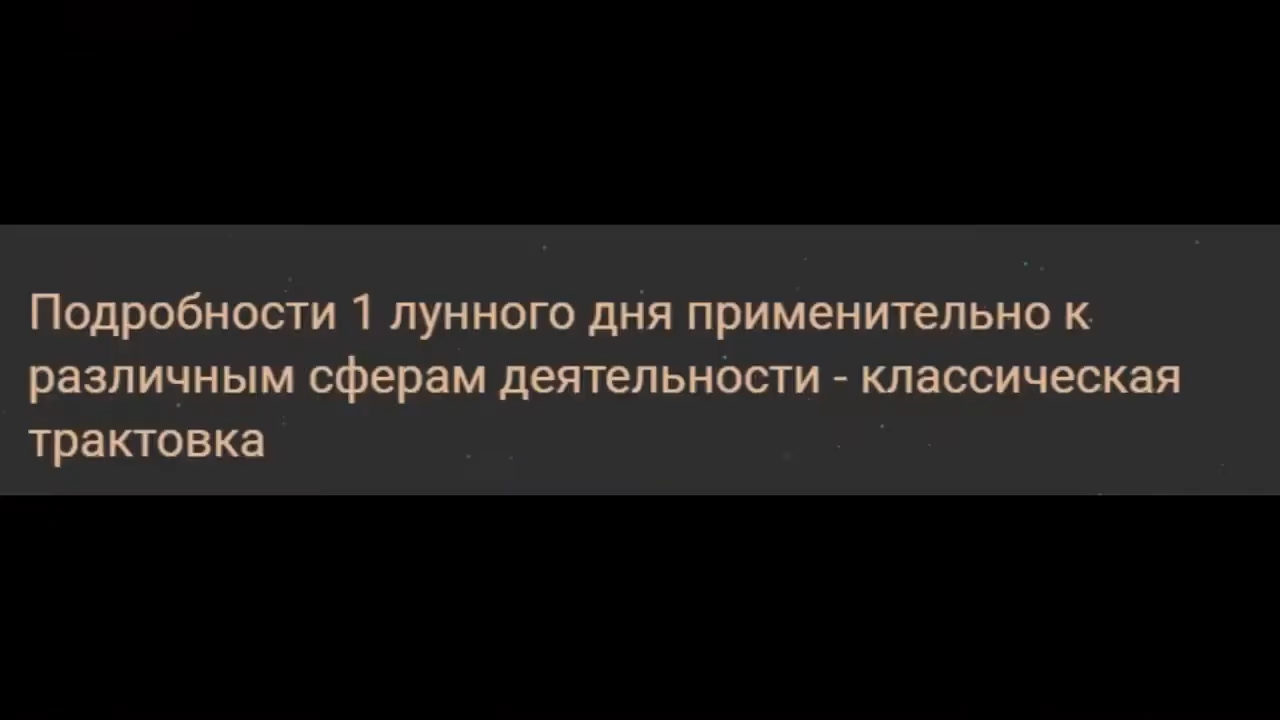 Подробности 1 лунного дня применительно к
различным сферам деятельности - классическая
трактовка